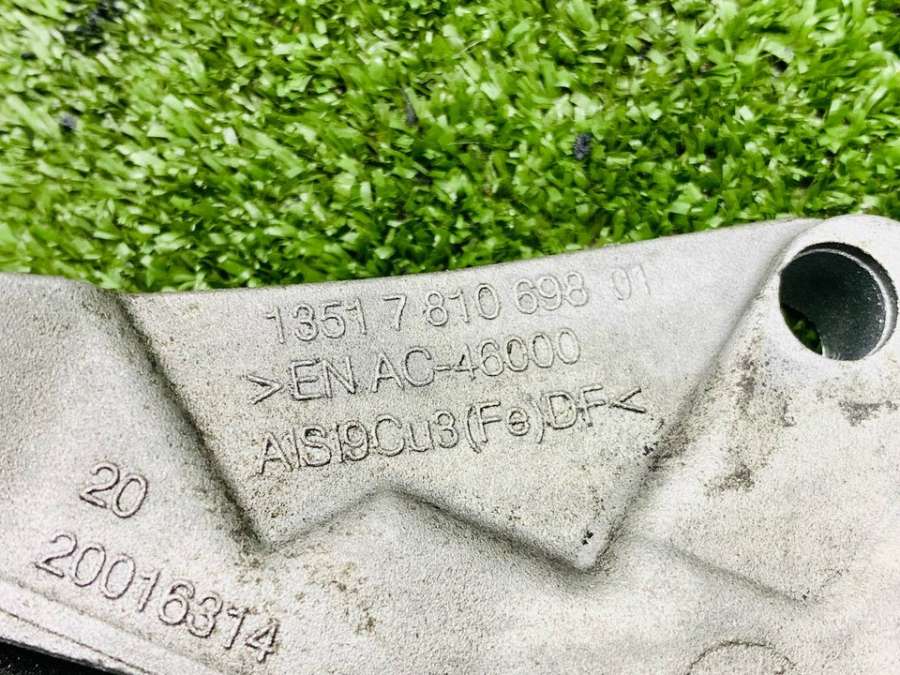 1351 7 810 698 01
>EN AC-46000
AlSi9Cu3(Fe)DF<
20
20016314